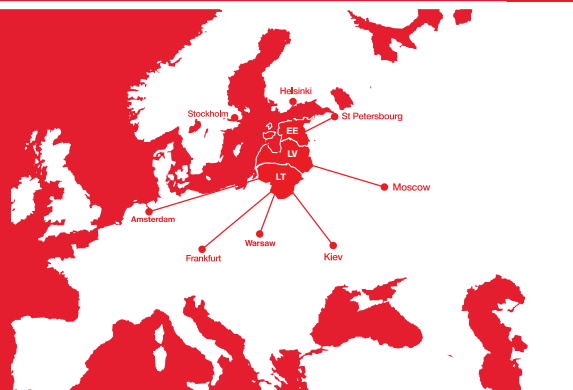 Helsinki
Stockholm
St Petersbourg
EE
LV
LT
Moscow
Amsterdam
Warsaw
Frankfurt
Kiev